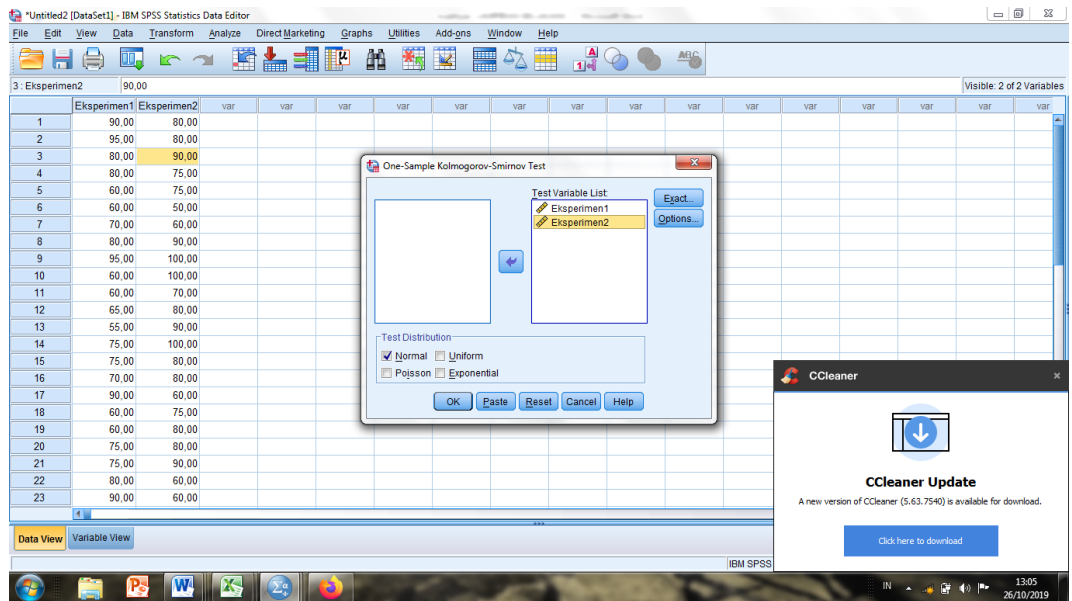 *Untitled2 [DataSet1] - IBM SPSS Statistics Data Editor
File Edit View Data Transform Analyze Direct Marketing Graphs Utilities Add-ons Window Help
3 : Eksperimen2 90,00 Visible: 2 of 2 Variables
Eksperimen1 Eksperimen2 var var var var var var var var var var var var var var var
1 90,00 80,00
2 95,00 80,00
3 80,00 90,00
4 80,00 75,00
5 60,00 75,00
6 60,00 50,00
7 70,00 60,00
8 80,00 90,00
9 95,00 100,00
10 60,00 100,00
11 60,00 70,00
12 65,00 80,00
13 55,00 90,00
14 75,00 100,00
15 75,00 80,00
16 70,00 80,00
17 90,00 60,00
18 60,00 75,00
19 60,00 80,00
20 75,00 80,00
21 75,00 90,00
22 80,00 60,00
23 90,00 60,00
One-Sample Kolmogorov-Smirnov Test
Test Variable List:
Eksperimen1
Eksperimen2
Exact...
Options...
Test Distribution
Normal Uniform
Poisson Exponential
OK Paste Reset Cancel Help
CCleaner
CCleaner Update
A new version of CCleaner (5.63.7540) is available for download.
Click here to download
Data View Variable View
IBM SPSS
IN
13:05
26/10/2019